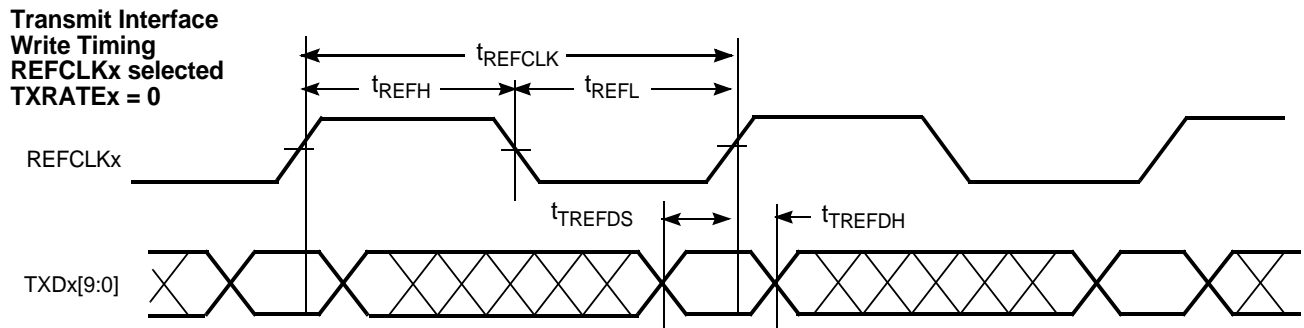 Transmit Interface
Write Timing
REFCLKx selected
TXRATEx = 0
tREFCLK
tREFH
tREFL
REFCLKx
tTREFDS
tTREFDH
TXDx[9:0]